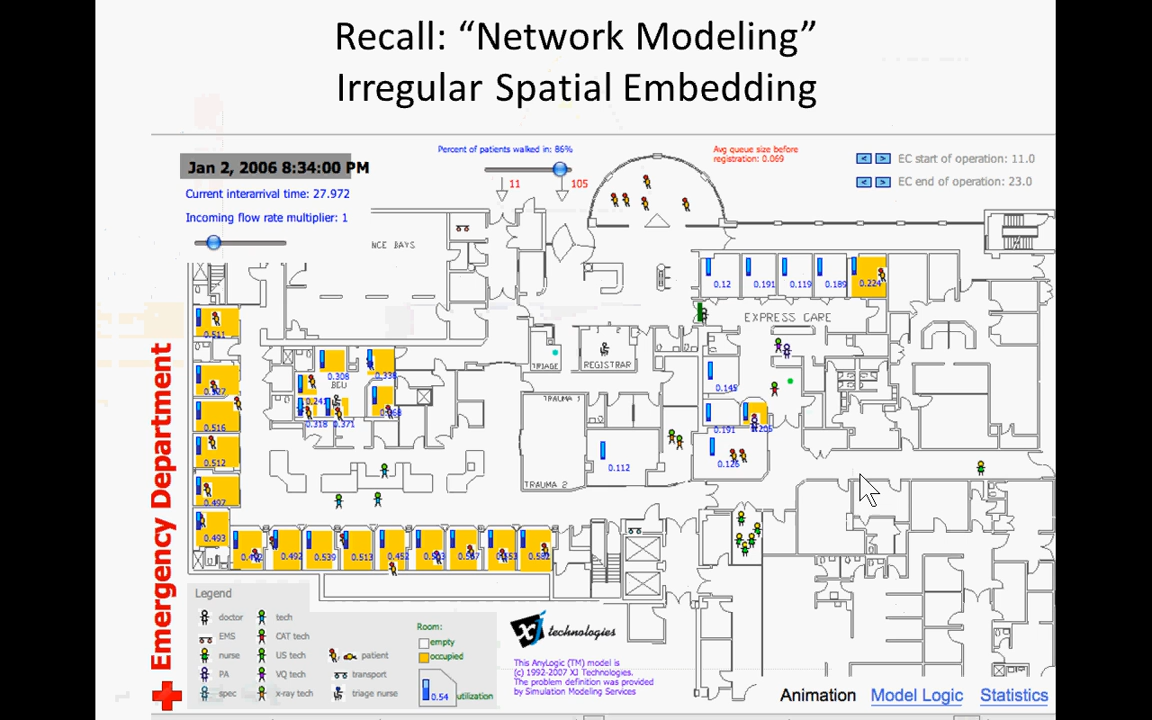 Recall: “Network Modeling”
Irregular Spatial Embedding
Jan 2, 2006 8:34:00 PM
Current interarrival time: 27.972
Incoming flow rate multiplier: 1
Percent of patients walked in: 86%
11
105
Avg queue size before
registration: 0.069
< > EC start of operation: 11.0
< > EC end of operation: 23.0
NCE BAYS
0.12
0.191
0.119
0.189
0.224
EXPRESS CARE
0.511
TRIAGE
REGISTRAR
0.308
0.338
BCU
0.145
0.241
0.318
0.371
TRAUMA 1
0.191
0.516
0.512
0.112
0.126
TRAUMA 2
0.497
0.493
0.492
0.539
0.513
0.452
Emergency Department
Legend
doctor
tech
EMS
CAT tech
nurse
US tech
patient
PA
VQ tech
transport
spec
x-ray tech
triage nurse
Room:
empty
occupied
0.54
utilization
xj technologies
This AnyLogic (TM) model is
(c) 1992-2007 XJ Technologies.
The problem definition was provided
by Simulation Modeling Services
Animation
Model Logic
Statistics